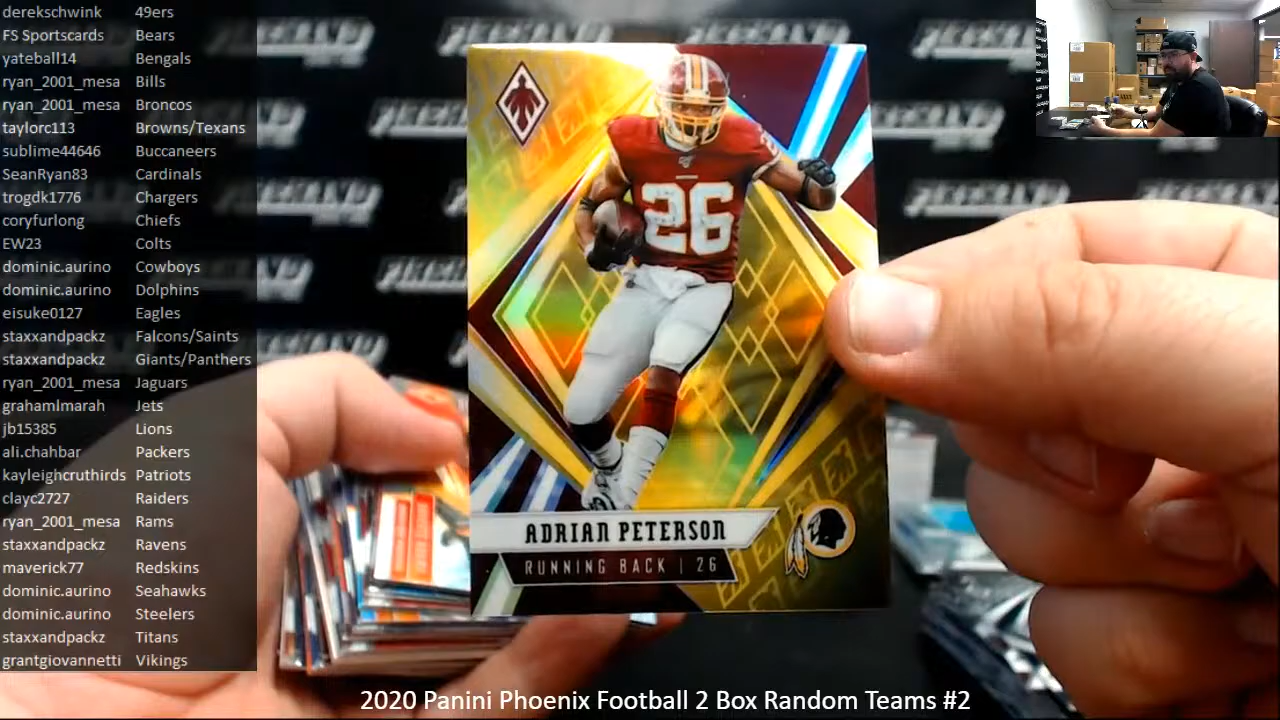 derekschwink 49ers
FS Sportscards Bears
yateball14 Bengals
ryan_2001_mesa Bills
ryan_2001_mesa Broncos
taylorc113 Browns/Texans
sublime44646 Buccaneers
SeanRyan83 Cardinals
trogdk1776 Chargers
coryfurlong Chiefs
EW23 Colts
dominic.aurino Cowboys
dominic.aurino Dolphins
eisuke0127 Eagles
staxxandpackz Falcons/Saints
staxxandpackz Giants/Panthers
ryan_2001_mesa Jaguars
grahamlmarah Jets
jb15385 Lions
ali.chahbar Packers
kayleighcruthirds Patriots
clayc2727 Raiders
ryan_2001_mesa Rams
staxxandpackz Ravens
maverick77 Redskins
dominic.aurino Seahawks
dominic.aurino Steelers
staxxandpackz Titans
grantgiovannetti Vikings
26
26
ADRIAN PETERSON
RUNNING BACK | 26
2020 Panini Phoenix Football 2 Box Random Teams #2